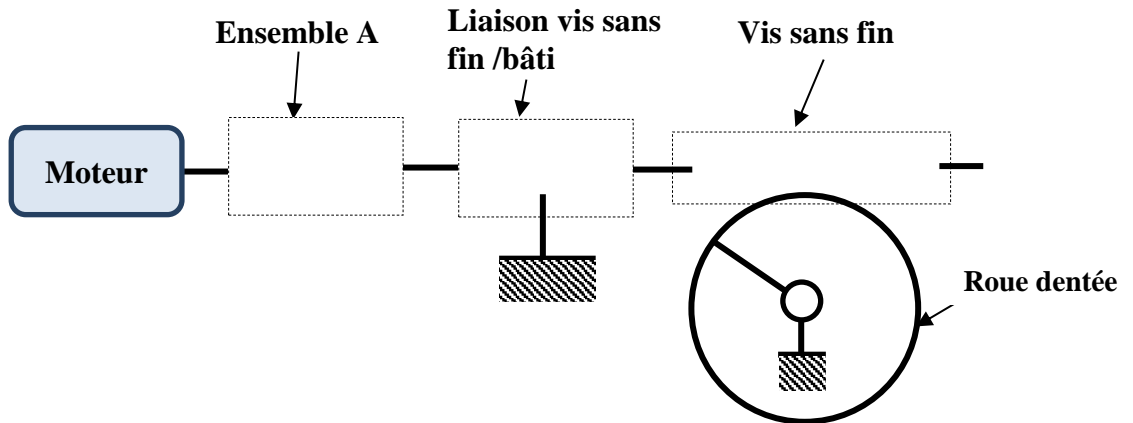 Ensemble A
Liaison vis sans
fin /bâti
Vis sans fin
Moteur
Roue dentée